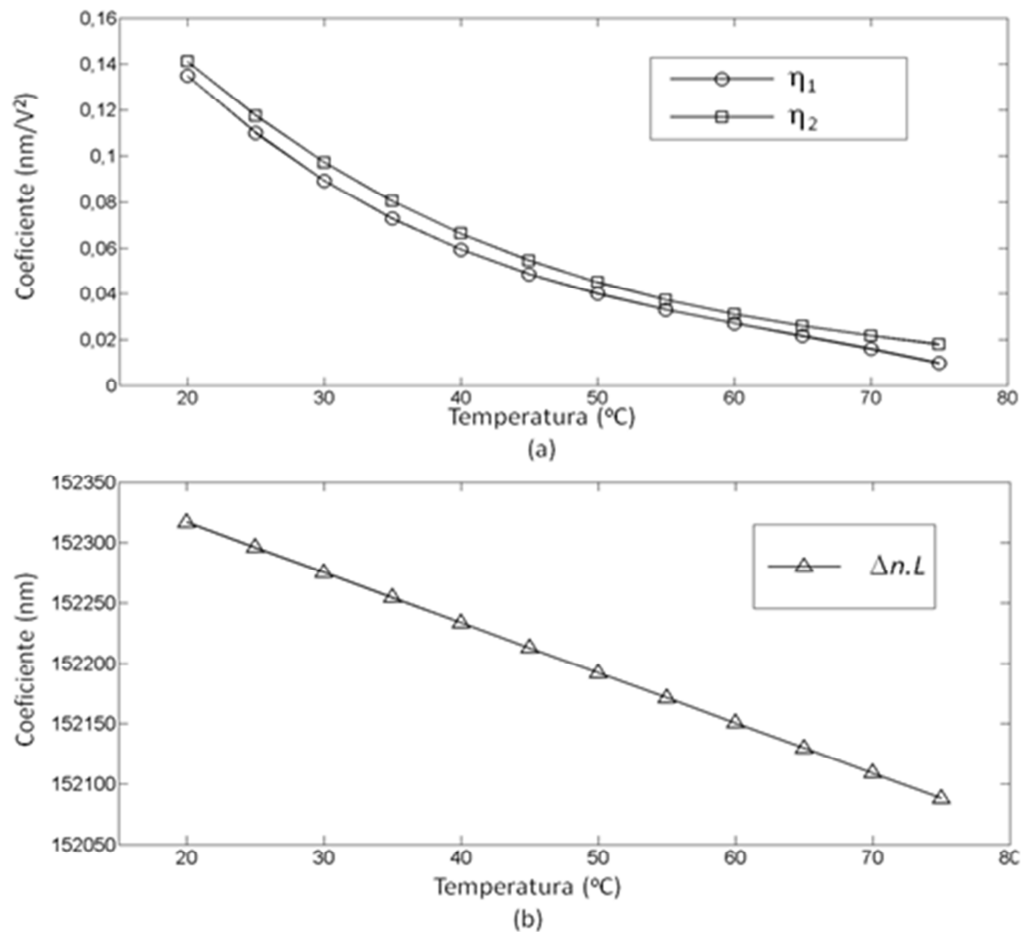 0,16
0,14
0,12
0,1
0,08
0,06
0,04
0,02
0
Coeficiente (nm/V²)
η₁
η₂
20 30 40 50 60 70 80
Temperatura (ºC)
(a)
152350
152300
152250
152200
152150
152100
152050
Coeficiente (nm)
Δn.L
20 30 40 50 60 70 80
Temperatura (ºC)
(b)